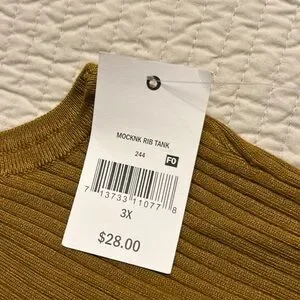 MOCKNK RIB TANK
244
F0
7 13733 11077 8
3X
$28.00